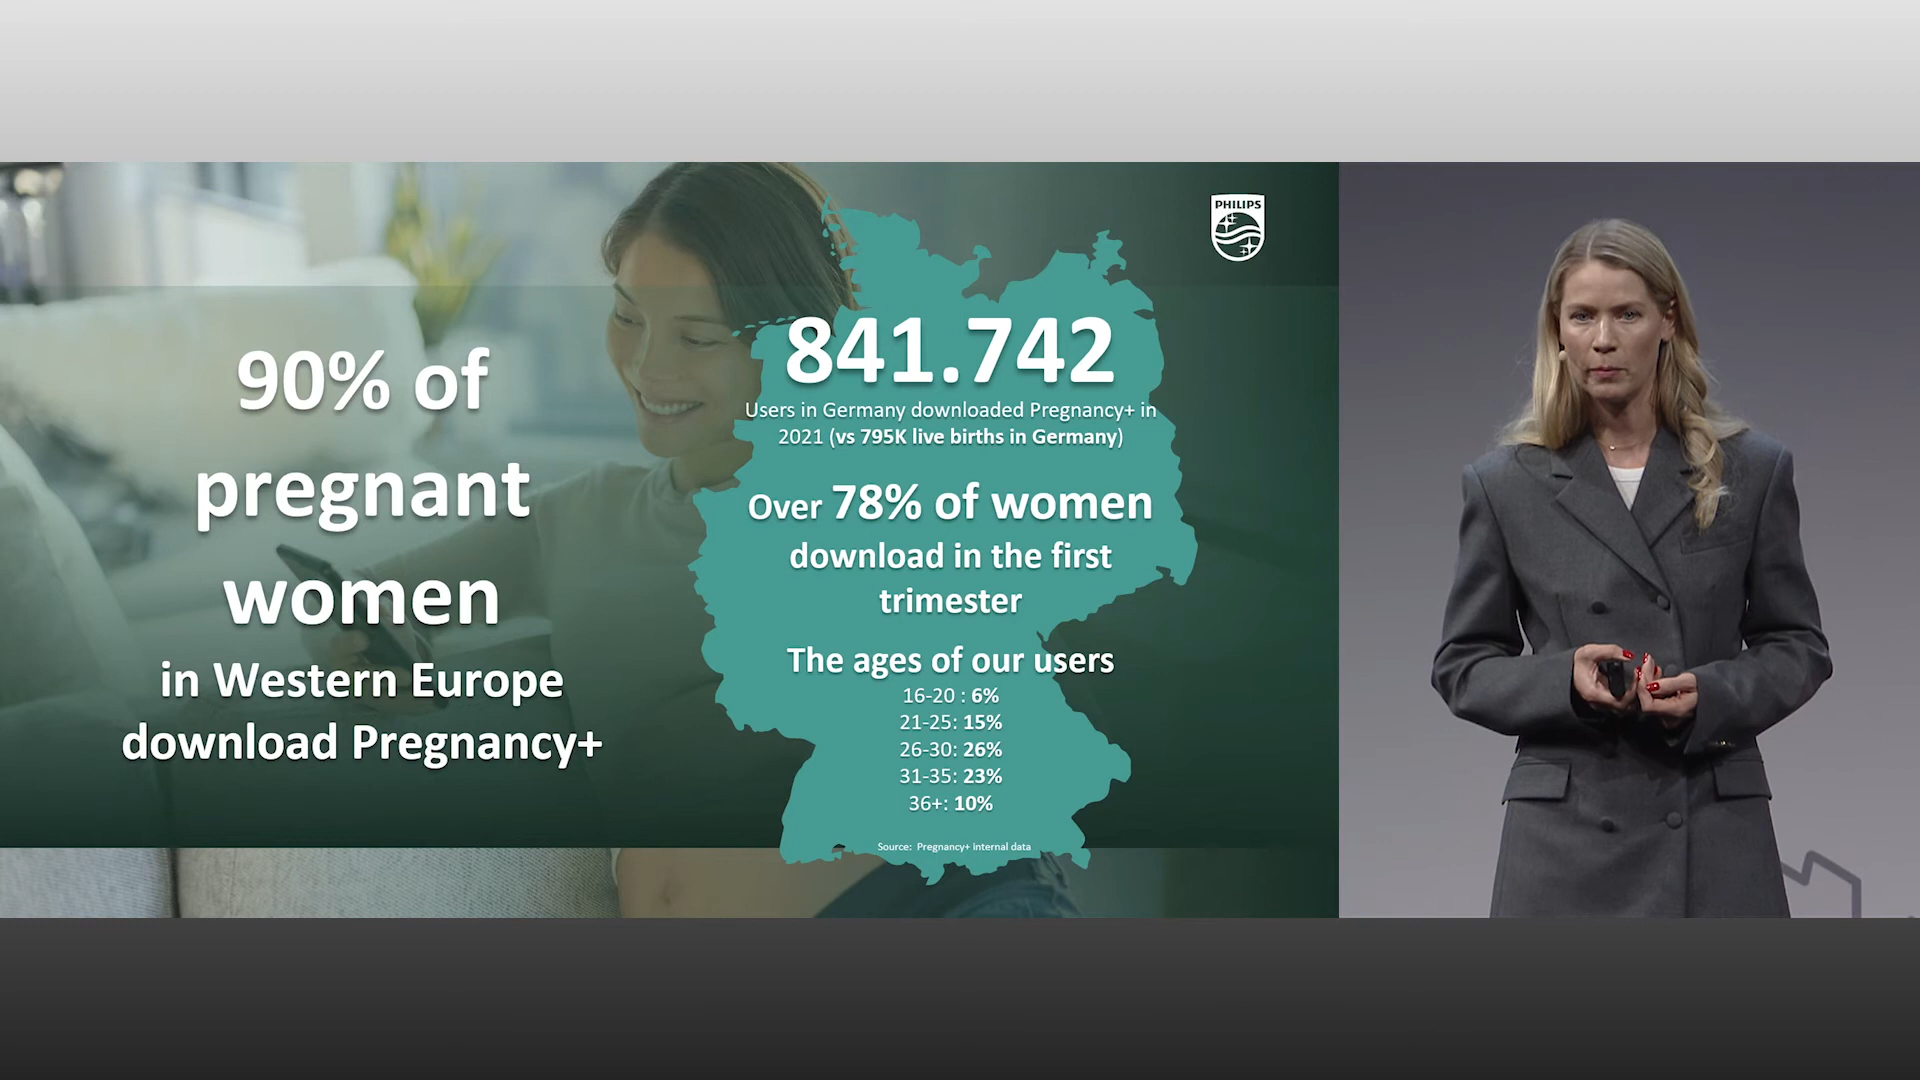 90% of
pregnant
women
in Western Europe
download Pregnancy+
PHILIPS
841.742
Users in Germany downloaded Pregnancy+ in
2021 (vs 795K live births in Germany)
Over 78% of women
download in the first
trimester
The ages of our users
16-20 : 6%
21-25: 15%
26-30: 26%
31-35: 23%
36+: 10%
Source: Pregnancy+ internal data